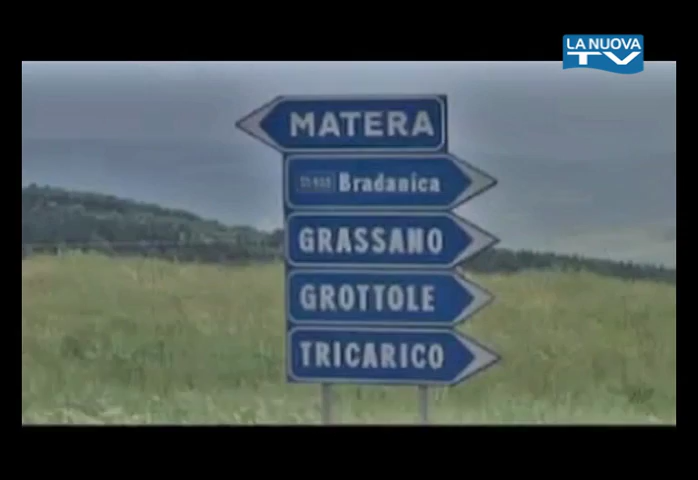 LA NUOVA
TV
MATERA
Bradanica
GRASSANO
GROTTOLE
TRICARICO